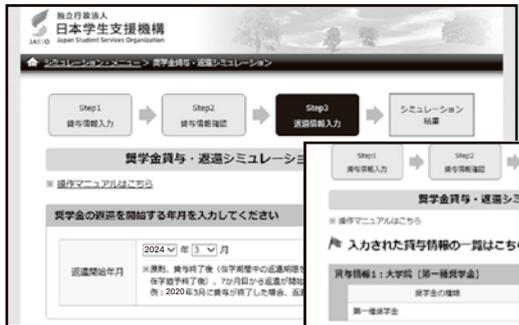 独立行政法人
日本学生支援機構
JASSO Japan Student Services Organization
シミュレーション・メニュー > 奨学金貸与・返還シミュレーション
Step1
貸与情報入力
Step2
貸与情報確認
Step3
返還情報入力
シミュレーション
結果
奨学金貸与・返還シミュレーショ
※ 操作マニュアルはこちら
奨学金の返還を開始する年月を入力してください
返還開始年月
2024 年 3 月
※原則、貸与終了後（在学期間中の返還期限を
在学猶予終了後）、7か月目から返還が開始
例：2020年3月に貸与が終了した場合、返還
Step1
貸与情報入力
Step2
貸与情報確認
奨学金貸与・返還シミ
※ 操作マニュアルはこちら
入力された貸与情報の一覧はこち
貸与情報1：大学院［第一種奨学金］
奨学金の種類
第一種奨学金